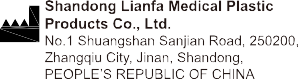 Shandong Lianfa Medical Plastic
Products Co., Ltd.
No.1 Shuangshan Sanjian Road, 250200,
Zhangqiu City, Jinan, Shandong,
PEOPLE'S REPUBLIC OF CHINA